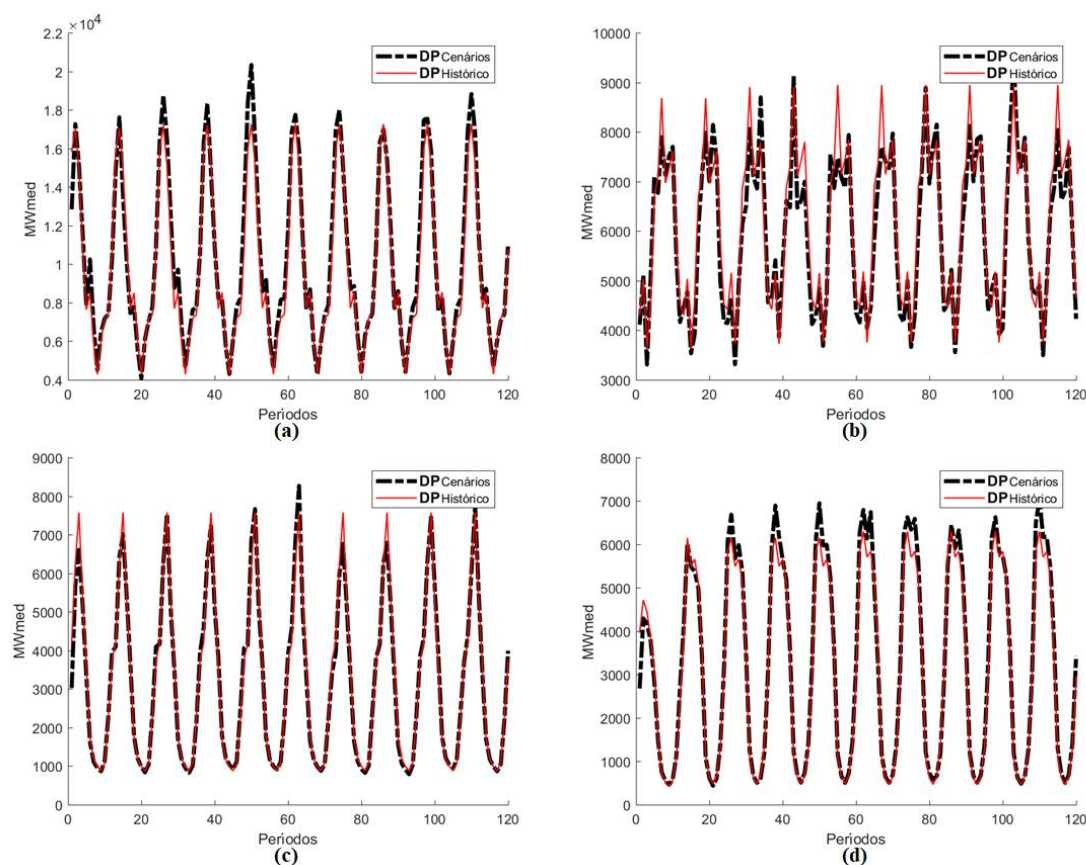 ×10⁴
2.2
2
1.8
1.6
1.4
1.2
1
0.8
0.6
0.4
MWmed
0 20 40 60 80 100 120
Períodos
(a)
DP Cenários
DP Histórico
10000
9000
8000
7000
6000
5000
4000
3000
MWmed
0 20 40 60 80 100 120
Períodos
(b)
DP Cenários
DP Histórico
9000
8000
7000
6000
5000
4000
3000
2000
1000
0
MWmed
0 20 40 60 80 100 120
Períodos
(c)
DP Cenários
DP Histórico
8000
7000
6000
5000
4000
3000
2000
1000
0
MWmed
0 20 40 60 80 100 120
Períodos
(d)
DP Cenários
DP Histórico